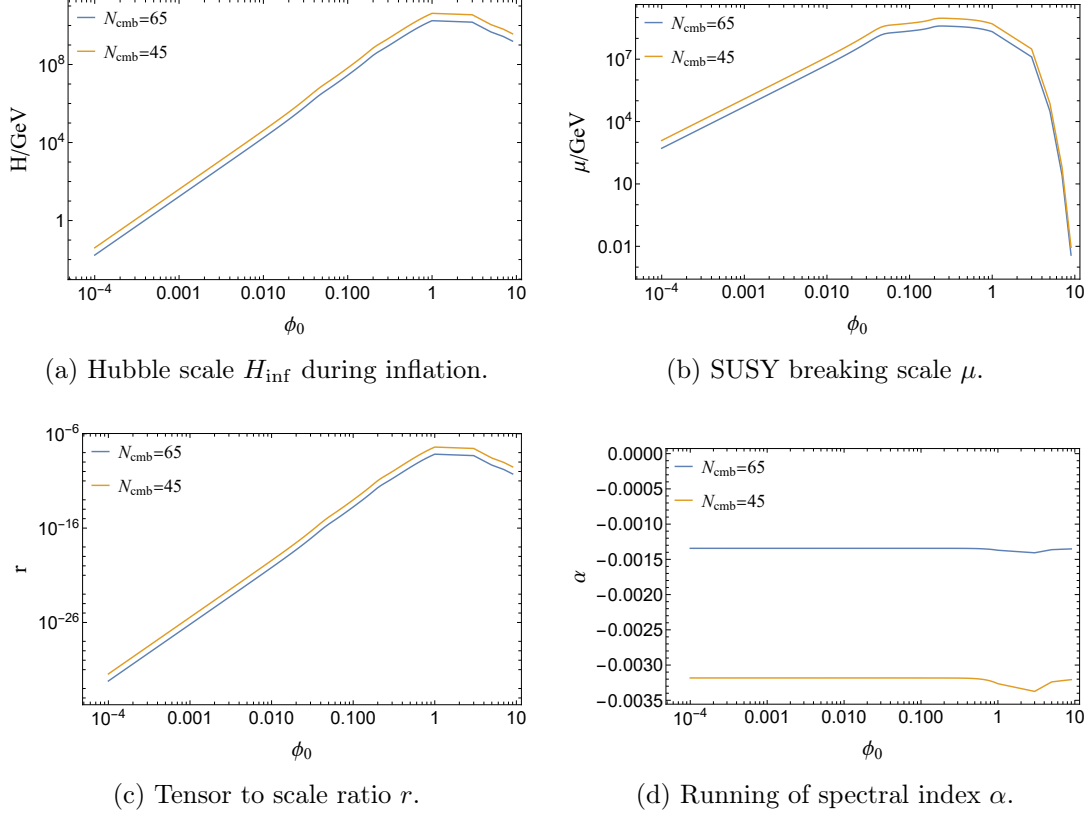 N_cmb=65
N_cmb=45
H/GeV
10^8
10^4
1
10^-4 0.001 0.010 0.100 1 10
ϕ_0
(a) Hubble scale H_inf during inflation.
N_cmb=65
N_cmb=45
μ/GeV
10^7
10^4
10
0.01
10^-4 0.001 0.010 0.100 1 10
ϕ_0
(b) SUSY breaking scale μ.
N_cmb=65
N_cmb=45
r
10^-6
10^-16
10^-26
10^-4 0.001 0.010 0.100 1 10
ϕ_0
(c) Tensor to scale ratio r.
N_cmb=65
N_cmb=45
α
0.0000
-0.0005
-0.0010
-0.0015
-0.0020
-0.0025
-0.0030
-0.0035
10^-4 0.001 0.010 0.100 1 10
ϕ_0
(d) Running of spectral index α.